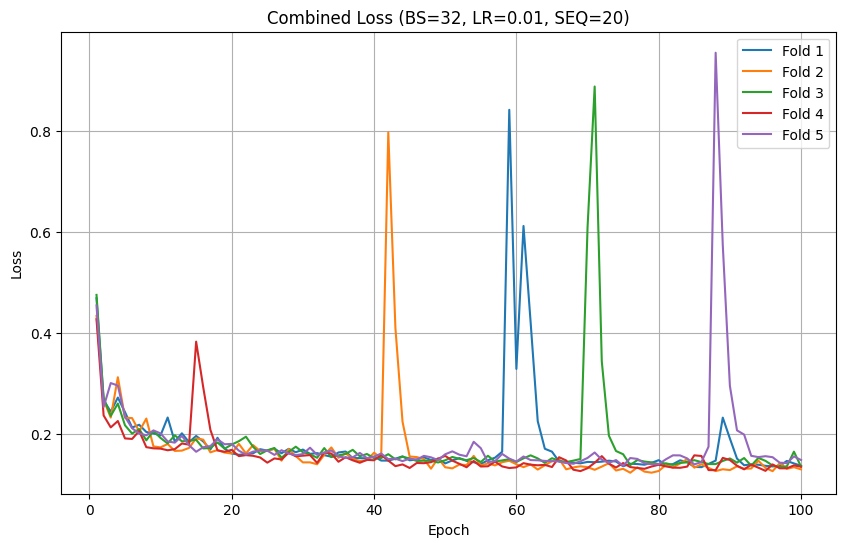 Combined Loss (BS=32, LR=0.01, SEQ=20)
Fold 1
Fold 2
Fold 3
Fold 4
Fold 5
0.8
0.6
0.4
0.2
Loss
0 20 40 60 80 100
Epoch